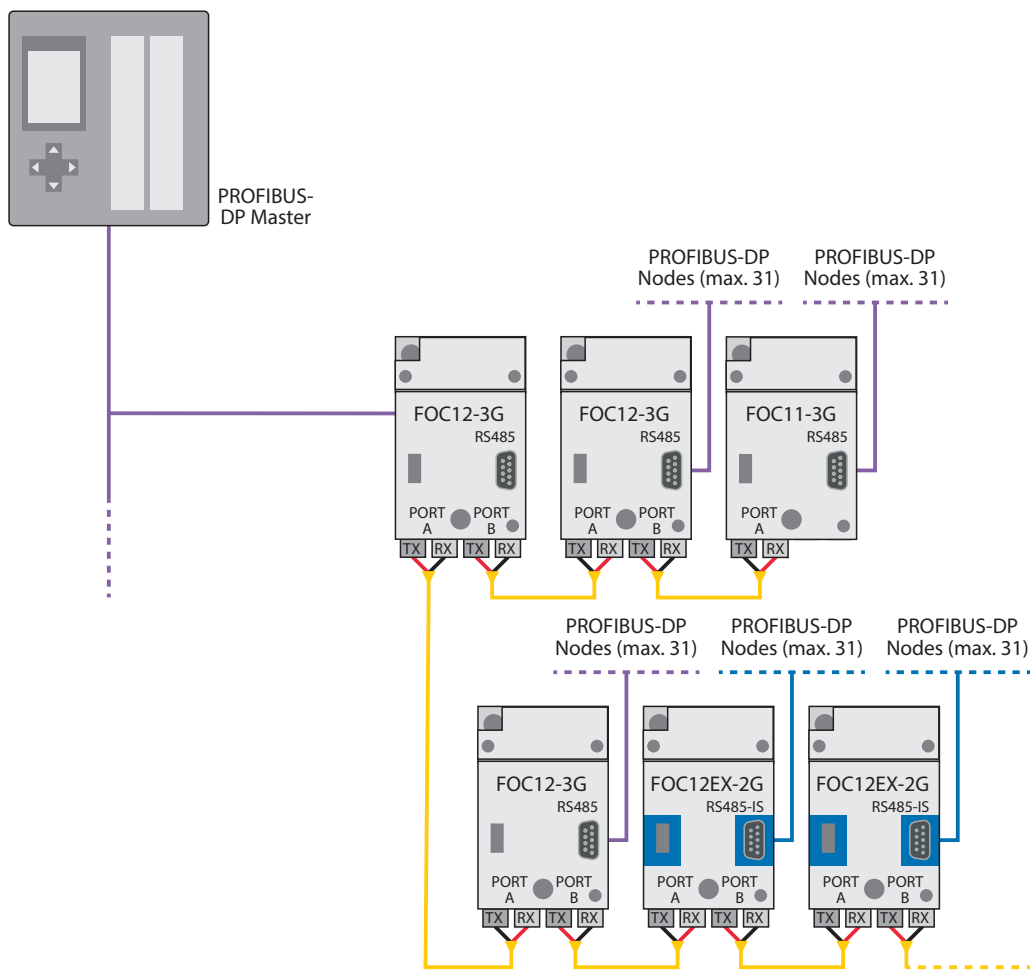 PROFIBUS-
DP Master
PROFIBUS-DP
Nodes (max. 31)
PROFIBUS-DP
Nodes (max. 31)
FOC12-3G
RS485
PORT
A
PORT
B
TX
RX
TX
RX
FOC12-3G
RS485
PORT
A
PORT
B
TX
RX
TX
RX
FOC11-3G
RS485
PORT
A
TX
RX
PROFIBUS-DP
Nodes (max. 31)
PROFIBUS-DP
Nodes (max. 31)
PROFIBUS-DP
Nodes (max. 31)
FOC12-3G
RS485
PORT
A
PORT
B
TX
RX
TX
RX
FOC12EX-2G
RS485-IS
PORT
A
PORT
B
TX
RX
TX
RX
FOC12EX-2G
RS485-IS
PORT
A
PORT
B
TX
RX
TX
RX